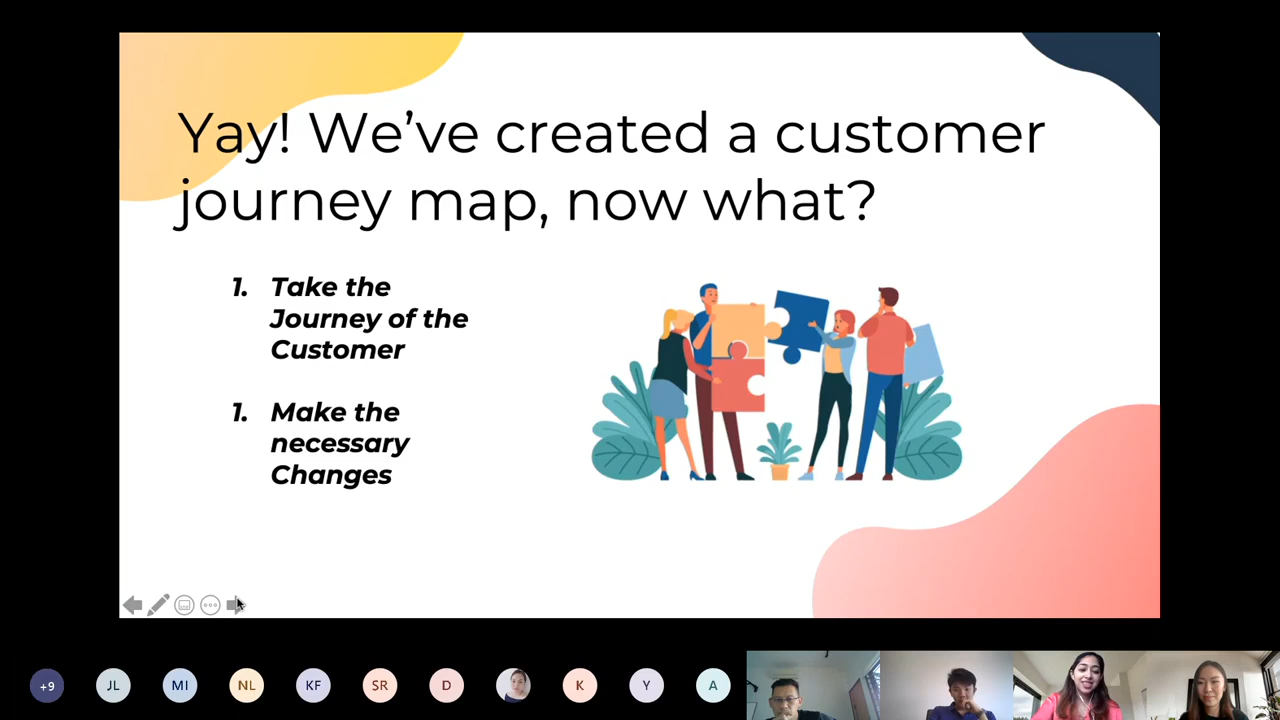 Yay! We’ve created a customer
journey map, now what?
1. Take the
Journey of the
Customer
1. Make the
necessary
Changes
+9 JL MI NL KF SR D K Y A